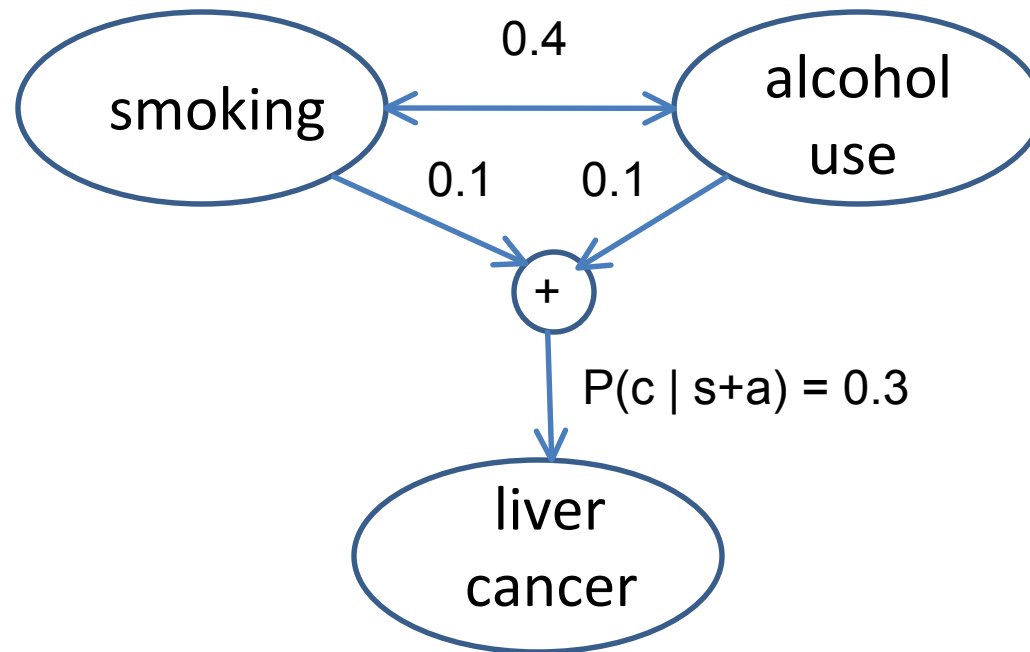 0.4
smoking
alcohol
use
0.1
0.1
+
P(c | s+a) = 0.3
liver
cancer